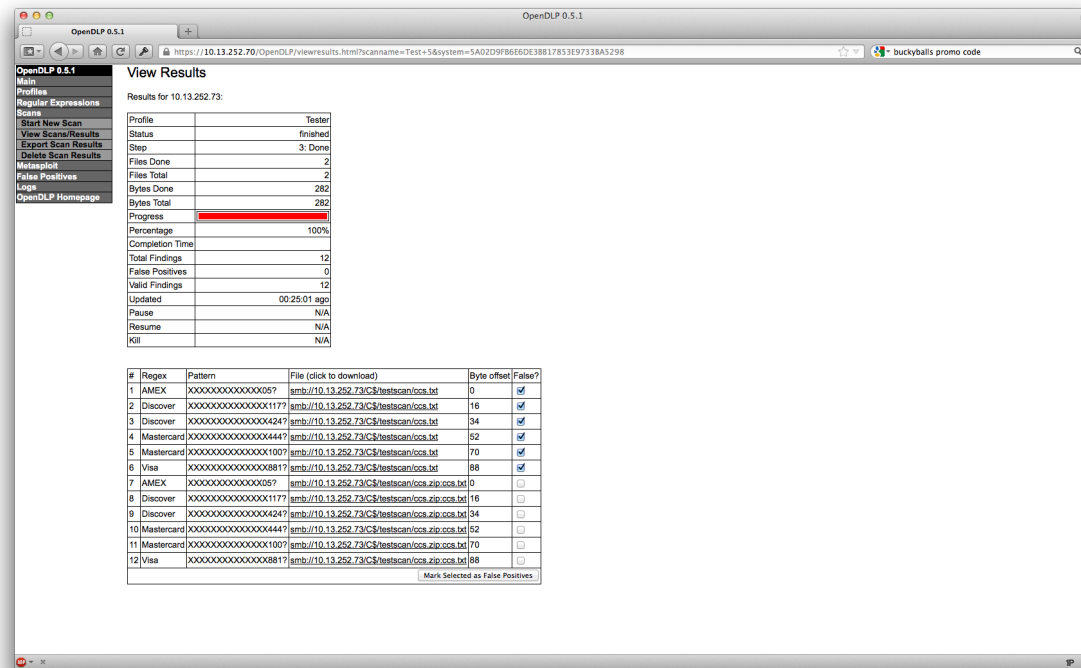 OpenDLP 0.5.1
OpenDLP 0.5.1
https://10.13.252.70/OpenDLP/viewresults.html?scanname=Test+5&system=5A02D9FB6E6DE3BB17853E9733BA5298
buckyballs promo code
OpenDLP 0.5.1
Main
Profiles
Regular Expressions
Scans
Start New Scan
View Scans/Results
Export Scan Results
Delete Scan Results
Metasploit
False Positives
Logs
OpenDLP Homepage
View Results
Results for 10.13.252.73:
Profile Tester
Status finished
Step 3: Done
Files Done 2
Files Total 2
Bytes Done 282
Bytes Total 282
Progress
Percentage 100%
Completion Time
Total Findings 12
False Positives 0
Valid Findings 12
Updated 00:25:01 ago
Pause N/A
Resume N/A
Kill N/A
# Regex Pattern File (click to download) Byte offset False?
1 AMEX XXXXXXXXXXXXX05? smb://10.13.252.73/C$/testscan/ccs.txt 0
2 Discover XXXXXXXXXXXXXX117? smb://10.13.252.73/C$/testscan/ccs.txt 16
3 Discover XXXXXXXXXXXXXX424? smb://10.13.252.73/C$/testscan/ccs.txt 34
4 Mastercard XXXXXXXXXXXXXX444? smb://10.13.252.73/C$/testscan/ccs.txt 52
5 Mastercard XXXXXXXXXXXXXX100? smb://10.13.252.73/C$/testscan/ccs.txt 70
6 Visa XXXXXXXXXXXXXX881? smb://10.13.252.73/C$/testscan/ccs.txt 88
7 AMEX XXXXXXXXXXXXX05? smb://10.13.252.73/C$/testscan/ccs.zip:ccs.txt 0
8 Discover XXXXXXXXXXXXXX117? smb://10.13.252.73/C$/testscan/ccs.zip:ccs.txt 16
9 Discover XXXXXXXXXXXXXX424? smb://10.13.252.73/C$/testscan/ccs.zip:ccs.txt 34
10 Mastercard XXXXXXXXXXXXXX444? smb://10.13.252.73/C$/testscan/ccs.zip:ccs.txt 52
11 Mastercard XXXXXXXXXXXXXX100? smb://10.13.252.73/C$/testscan/ccs.zip:ccs.txt 70
12 Visa XXXXXXXXXXXXXX881? smb://10.13.252.73/C$/testscan/ccs.zip:ccs.txt 88
Mark Selected as False Positives
ABP
1P